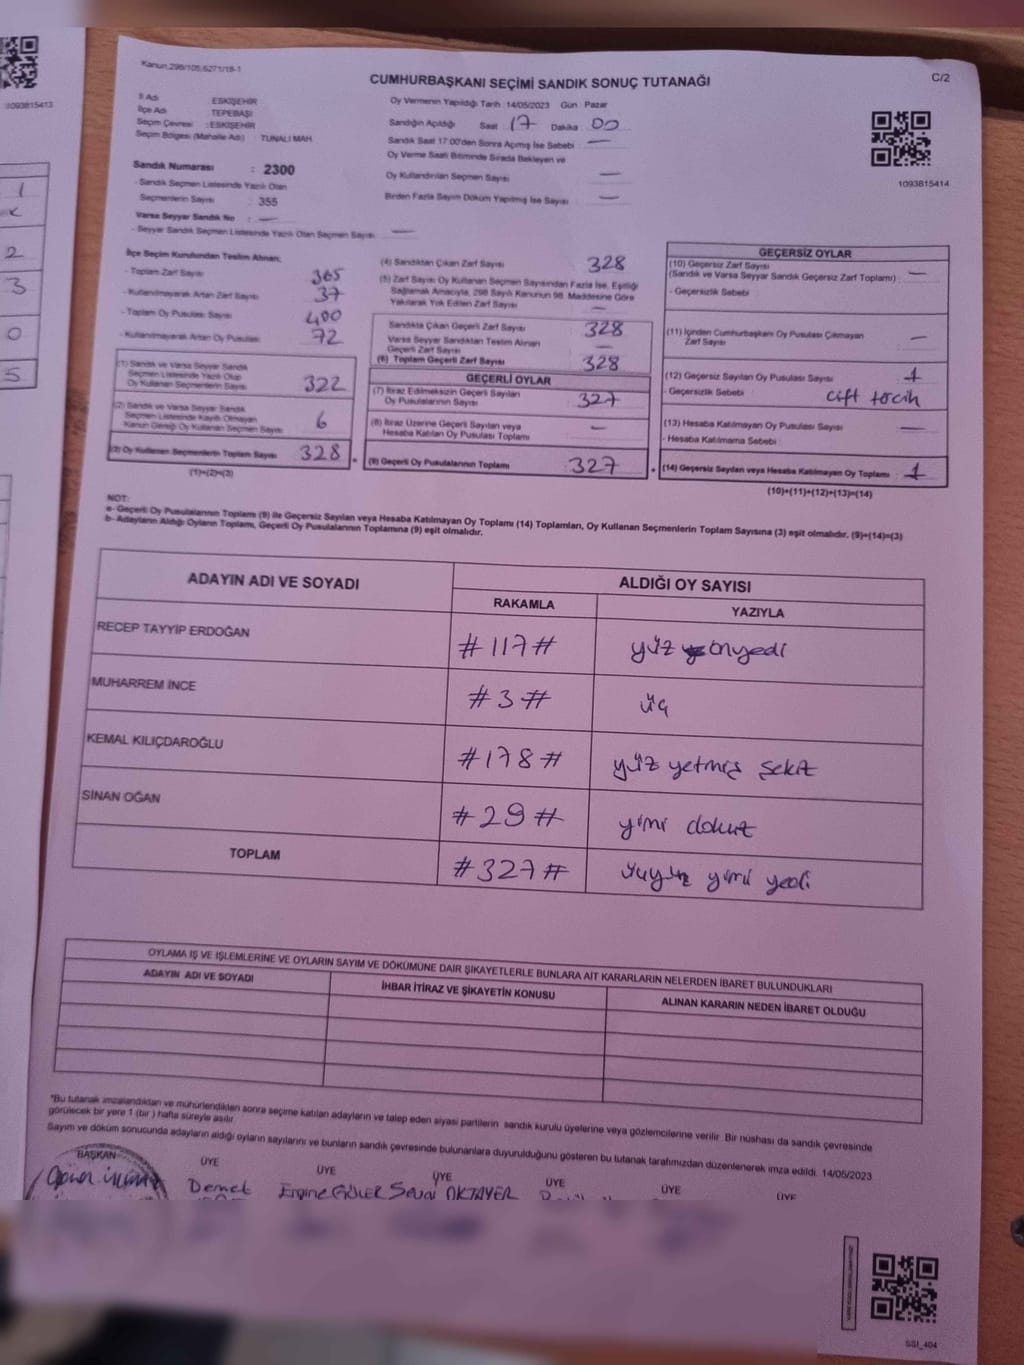 Kanun,298/105,6271/18-1
C/2
CUMHURBAŞKANI SEÇİMİ SANDIK SONUÇ TUTANAĞI
1093815413
1093815414
İl Adı ESKİŞEHİR
İlçe Adı TEPEBAŞI
Seçim Çevresi : ESKİŞEHİR
Seçim Bölgesi (Mahalle Adı) : TUNALI MAH.
Oy Vermenin Yapıldığı Tarih : 14/05/2023 Gün Pazar
Sandığın Açıldığı Saat 17 Dakika 00
Sandık Saat 17:00'den Sonra Açımış İse Sebebi —
Oy Verme Saati Bitiminde Sırada Bekleyen ve
Oy Kullandırılan Seçmen Sayısı —
Birden Fazla Sayım Döküm Yapılmış İse Sayısı —
Sandık Numarası : 2300
- Sandık Seçmen Listesinde Yazılı Olan
Seçmenlerin Sayısı : 355
Varsa Seyyar Sandık No : —
- Seyyar Sandık Seçmen Listesinde Yazılı Olan Seçmen Sayısı —
İlçe Seçim Kurulundan Teslim Alınan;
- Toplam Zarf Sayısı 365
- Kullanılmayarak Artan Zarf Sayısı 37
- Toplam Oy Pusulası Sayısı 400
- Kullanılmayarak Artan Oy Pusulası 72
(1) Sandık ve Varsa Seyyar Sandık
Seçmen Listesinde Yazılı Olup
Oy Kullanan Seçmenlerin Sayısı 322
(2) Sandık ve Varsa Seyyar Sandık
Seçmen Listesinde Kayıtlı Olmayan
Kanun Gereği Oy Kullanan Seçmen Sayısı 6
(3) Oy Kullanan Seçmenlerin Toplam Sayısı 328
(1)+(2)=(3)
(4) Sandıktan Çıkan Zarf Sayısı 328
(5) Zarf Sayısı Oy Kullanan Seçmen Sayısından Fazla İse, Eşitliği
Sağlamak Amacıyla, 298 Sayılı Kanunun 98. Maddesine Göre
Yakılarak Yok Edilen Zarf Sayısı —
Sandıkta Çıkan Geçerli Zarf Sayısı 328
Varsa Seyyar Sandıktan Teslim Alınan
Geçerli Zarf Sayısı —
(6) Toplam Geçerli Zarf Sayısı 328
GEÇERLİ OYLAR
(7) İtiraz Edilmeksizin Geçerli Sayılan
Oy Pusulalarının Sayısı 327
(8) İtiraz Üzerine Geçerli Sayılan veya
Hesaba Katılan Oy Pusulası Toplamı —
(9) Geçerli Oy Pusulalarının Toplamı 327
GEÇERSİZ OYLAR
(10) Geçersiz Zarf Sayısı
(Sandık ve Varsa Seyyar Sandık Geçersiz Zarf Toplamı) : —
- Geçersizlik Sebebi :
(11) İçinden Cumhurbaşkanı Oy Pusulası Çıkmayan
Zarf Sayısı —
(12) Geçersiz Sayılan Oy Pusulası Sayısı 1
- Geçersizlik Sebebi : çift tercih
(13) Hesaba Katılmayan Oy Pusulası Sayısı —
- Hesaba Katılmama Sebebi :
(14) Geçersiz Sayılan veya Hesaba Katılmayan Oy Toplamı : 1
(10)+(11)+(12)+(13)=(14)
NOT:
a- Geçerli Oy Pusulalarının Toplamı (9) ile Geçersiz Sayılan veya Hesaba Katılmayan Oy Toplamı (14) Toplamları, Oy Kullanan Seçmenlerin Toplam Sayısına (3) eşit olmalıdır. (9)+(14)=(3)
b- Adayların Aldığı Oyların Toplamı, Geçerli Oy Pusulalarının Toplamına (9) eşit olmalıdır.
ADAYIN ADI VE SOYADI ALDIĞI OY SAYISI
RAKAMLA YAZIYLA
RECEP TAYYİP ERDOĞAN #117# yüz onyedi
MUHARREM İNCE #3# üç
KEMAL KILIÇDAROĞLU #178# yüz yetmiş sekiz
SİNAN OĞAN #29# yirmi dokuz
TOPLAM #327# üçyüz yirmi yedi
OYLAMA İŞ VE İŞLEMLERİNE VE OYLARIN SAYIM VE DÖKÜMÜNE DAİR ŞİKAYETLERLE BUNLARA AİT KARARLARIN NELERDEN İBARET BULUNDUKLARI
ADAYIN ADI VE SOYADI İHBAR İTİRAZ VE ŞİKAYETİN KONUSU ALINAN KARARIN NEDEN İBARET OLDUĞU
*Bu tutanak imzalandıktan ve mühürlendikten sonra seçime katılan adayların ve talep eden siyasi partilerin sandık kurulu üyelerine veya gözlemcilerine verilir. Bir nüshası da sandık çevresinde
görülecek bir yere 1 (bir) hafta süreyle asılır.
Sayım ve döküm sonucunda adayların aldığı oyların sayılarını ve bunların sandık çevresinde bulunanlara duyurulduğunu gösteren bu tutanak tarafımızdan düzenlenerek imza edildi. 14/05/2023
BAŞKAN ÜYE ÜYE ÜYE ÜYE ÜYE ÜYE
Demet GÜLER OKTAYER
SSI_404